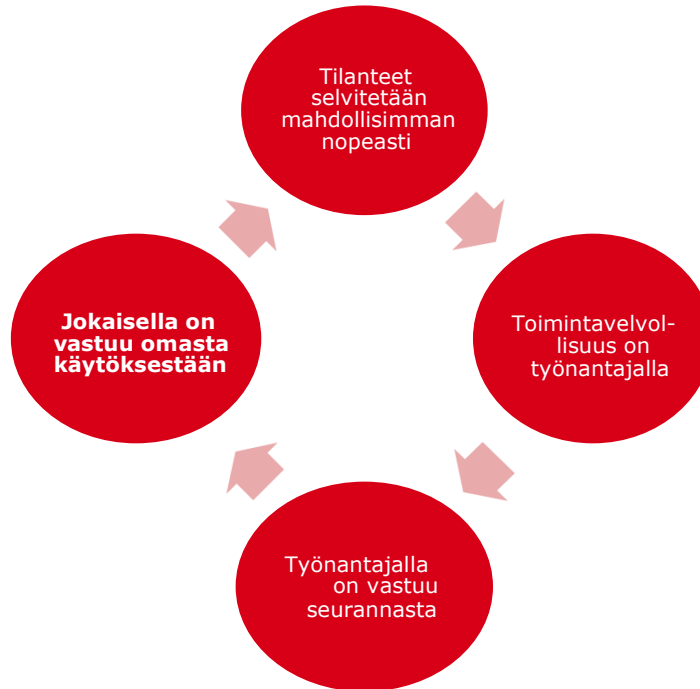 Tilanteet
selvitetään
mahdollisimman
nopeasti
Toimintavelvol-
lisuus on
työnantajalla
Työnantajalla
on vastuu
seurannasta
Jokaisella on
vastuu omasta
käytöksestään